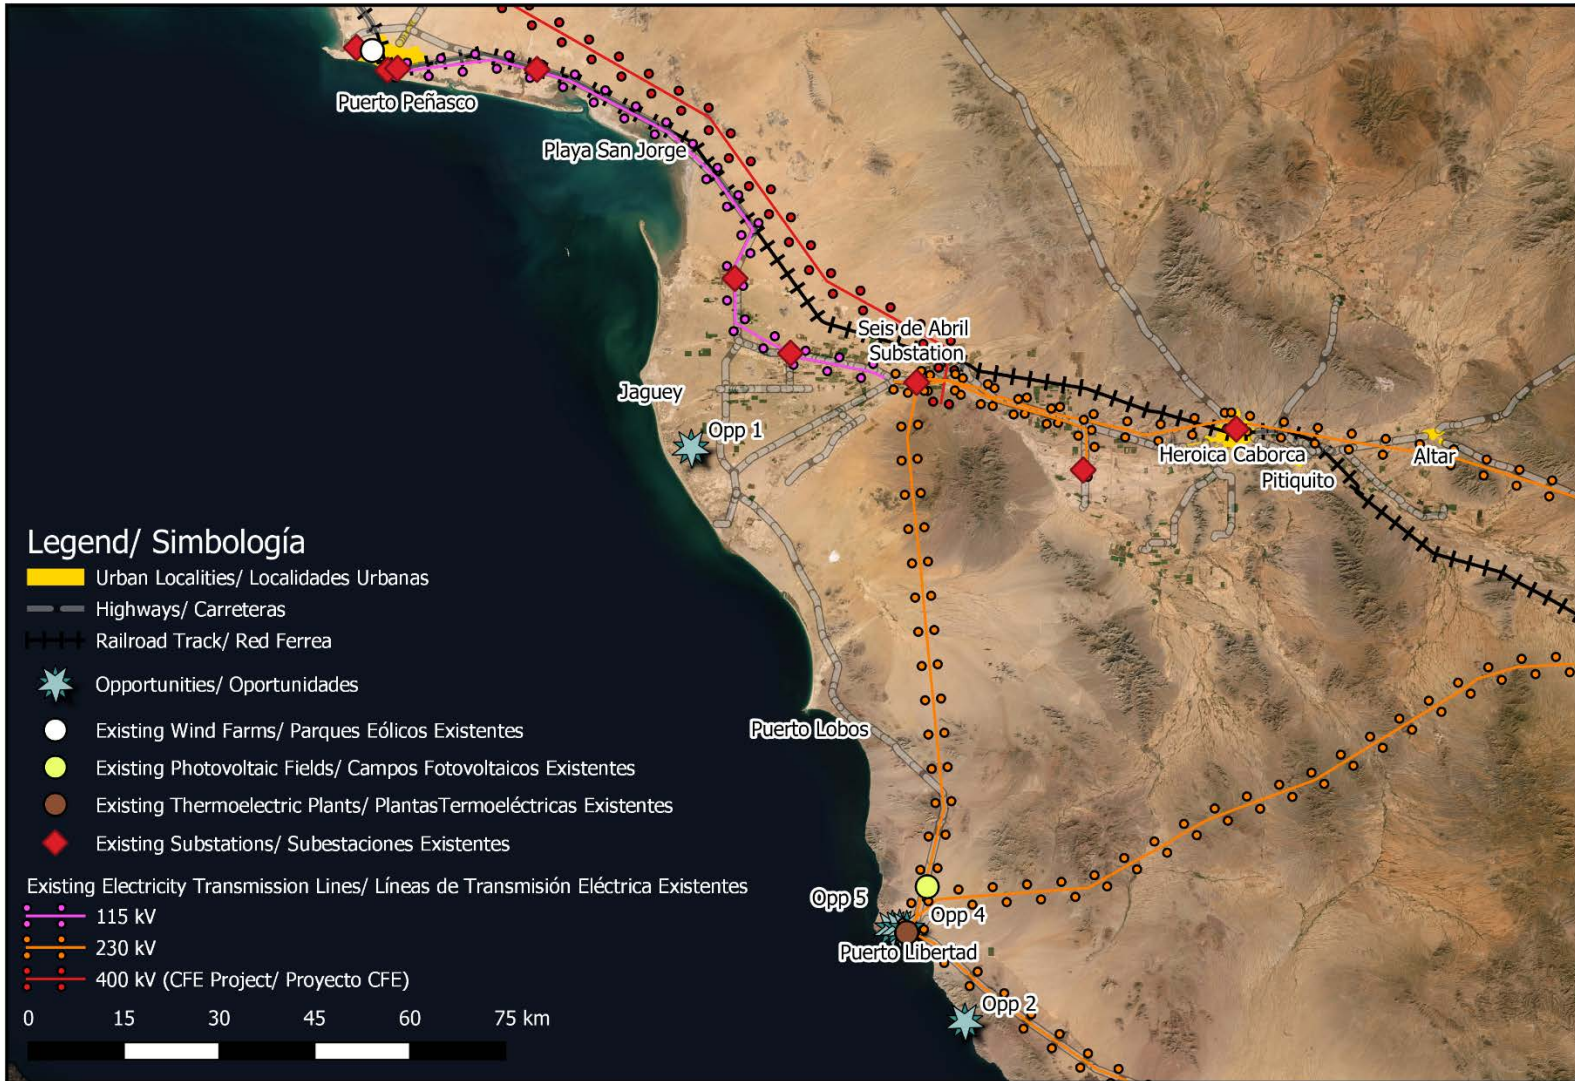 Puerto Peñasco
Playa San Jorge
Seis de Abril
Substation
Jaguey
Opp 1
Heroica Caborca
Altar
Pitiquito
Puerto Lobos
Opp 5
Opp 4
Puerto Libertad
Opp 2
Legend/ Simbología
Urban Localities/ Localidades Urbanas
Highways/ Carreteras
Railroad Track/ Red Ferrea
Opportunities/ Oportunidades
Existing Wind Farms/ Parques Eólicos Existentes
Existing Photovoltaic Fields/ Campos Fotovoltaicos Existentes
Existing Thermoelectric Plants/ PlantasTermoeléctricas Existentes
Existing Substations/ Subestaciones Existentes
Existing Electricity Transmission Lines/ Líneas de Transmisión Eléctrica Existentes
115 kV
230 kV
400 kV (CFE Project/ Proyecto CFE)
0 15 30 45 60 75 km